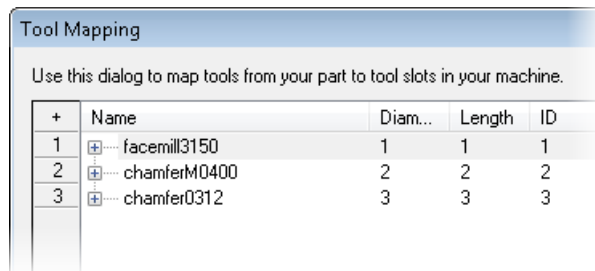 Tool Mapping
Use this dialog to map tools from your part to tool slots in your machine.
+ Name Diam... Length ID
1 facemill3150 1 1 1
2 chamferM0400 2 2 2
3 chamfer0312 3 3 3